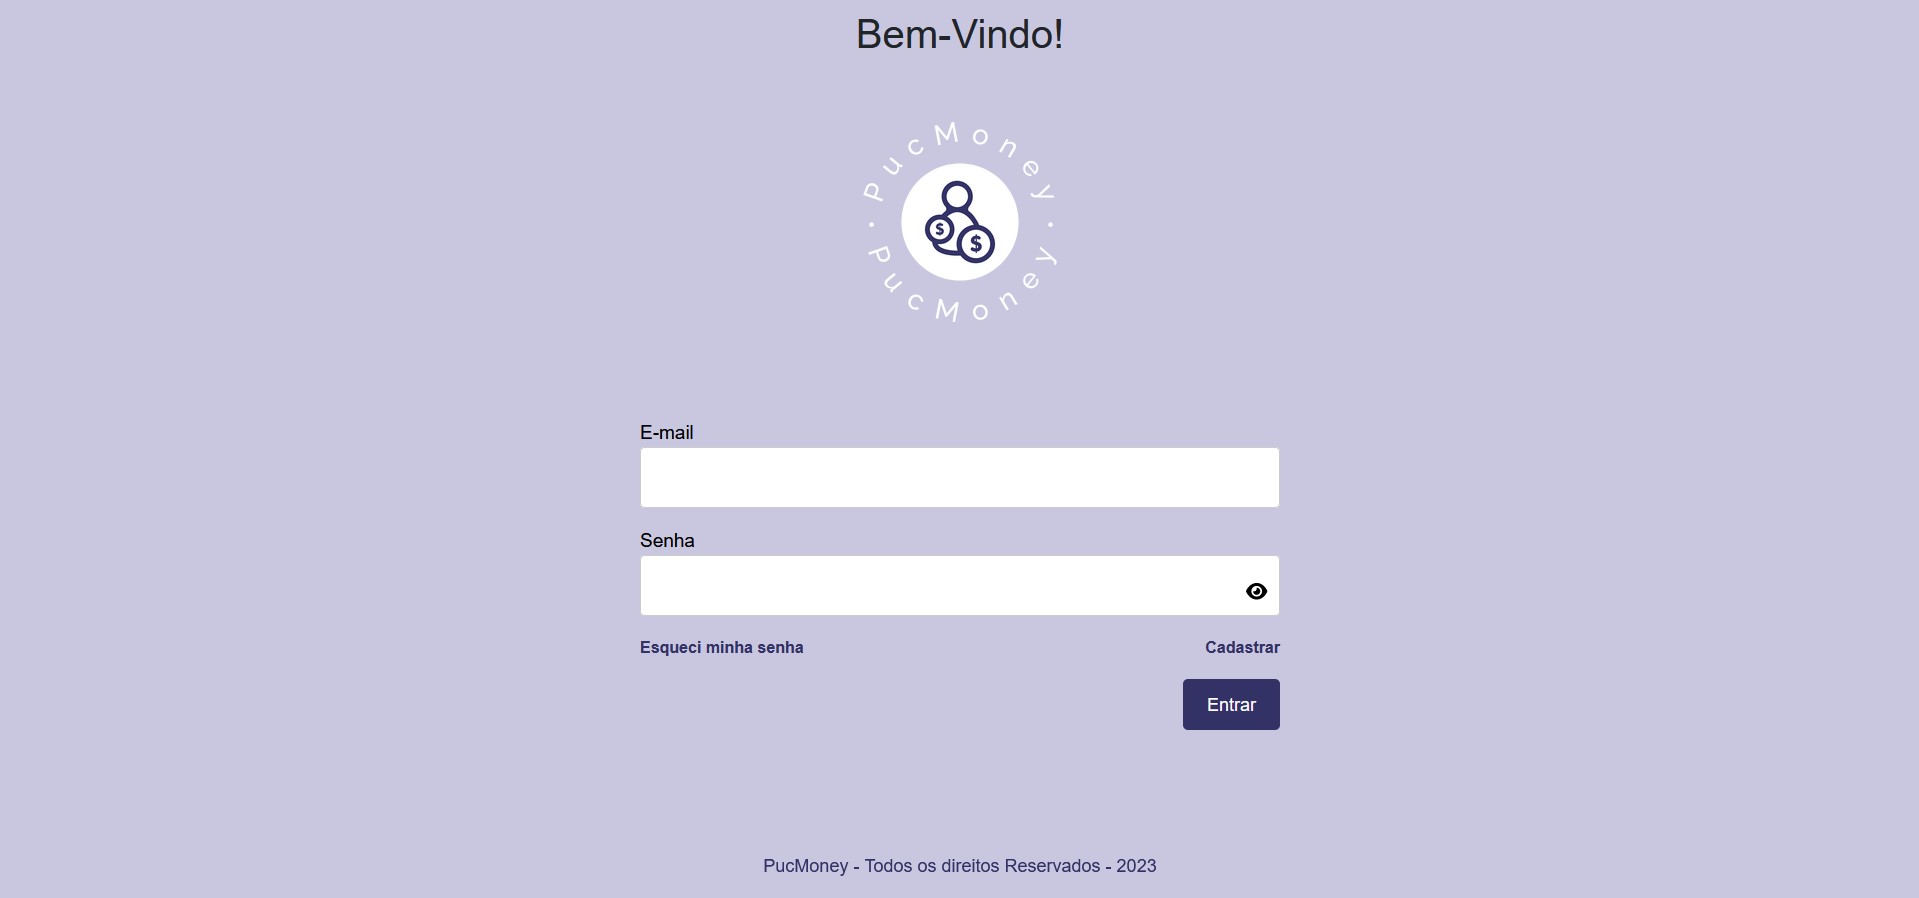 Bem-Vindo!
PucMoney
$ $
PucMoney
E-mail
Senha
Esqueci minha senha Cadastrar
Entrar
PucMoney - Todos os direitos Reservados - 2023